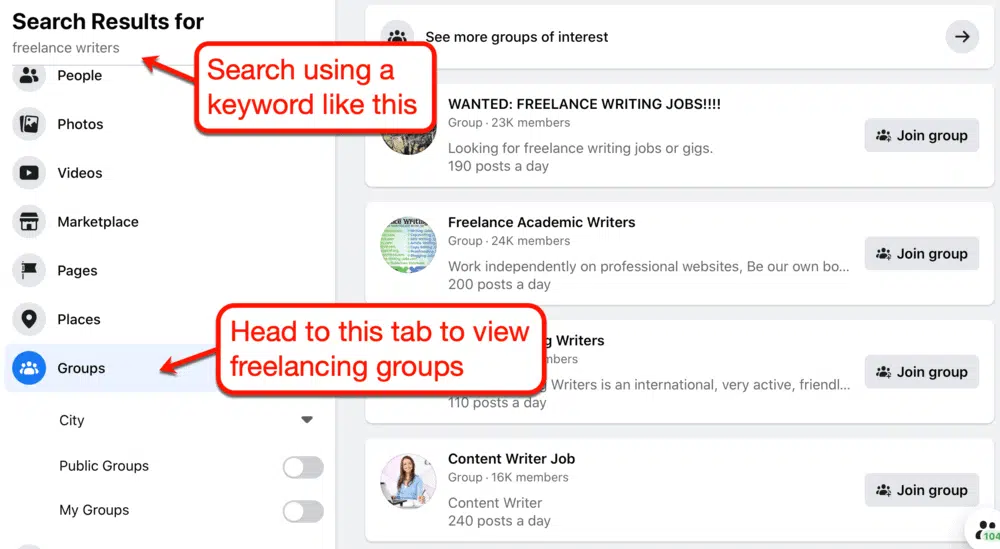 Search Results for
freelance writers
People
Photos
Videos
Marketplace
Pages
Places
Groups
City
Public Groups
My Groups
Search using a
keyword like this
Head to this tab to view
freelancing groups
See more groups of interest
WANTED: FREELANCE WRITING JOBS!!!!
Group · 23K members
Looking for freelance writing jobs or gigs.
190 posts a day
Join group
Freelance Academic Writers
Group · 24K members
Work independently on professional websites, Be our own bo...
200 posts a day
Join group
Writers
Writers is an international, very active, friendl...
110 posts a day
Join group
Content Writer Job
Group · 16K members
Content Writer
240 posts a day
Join group
104